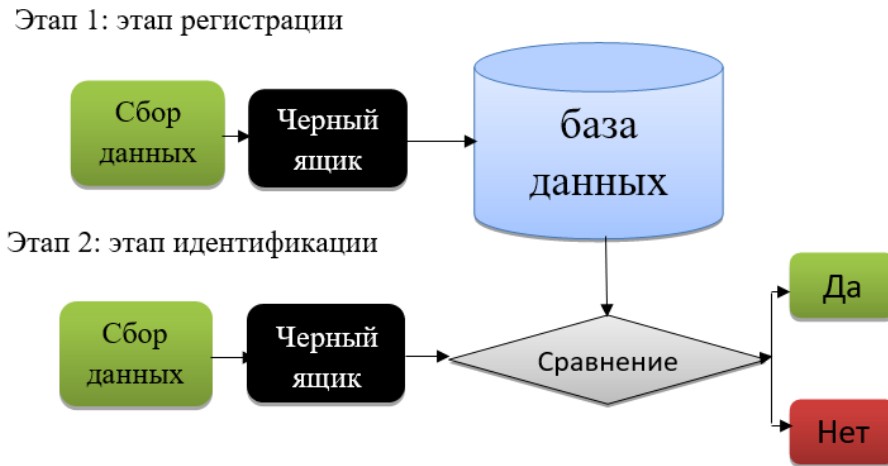 Этап 1: этап регистрации
Сбор
данных
Черный
ящик
база
данных
Этап 2: этап идентификации
Сбор
данных
Черный
ящик
Сравнение
Да
Нет